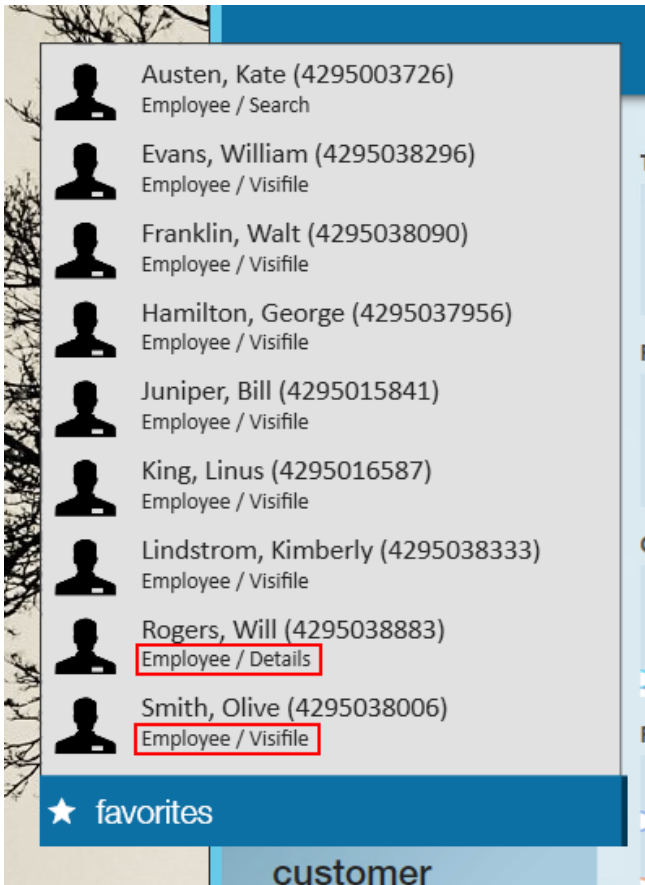 Austen, Kate (4295003726)
Employee / Search
Evans, William (4295038296)
Employee / Visifile
Franklin, Walt (4295038090)
Employee / Visifile
Hamilton, George (4295037956)
Employee / Visifile
Juniper, Bill (4295015841)
Employee / Visifile
King, Linus (4295016587)
Employee / Visifile
Lindstrom, Kimberly (4295038333)
Employee / Visifile
Rogers, Will (4295038883)
Employee / Details
Smith, Olive (4295038006)
Employee / Visifile
favorites
customer